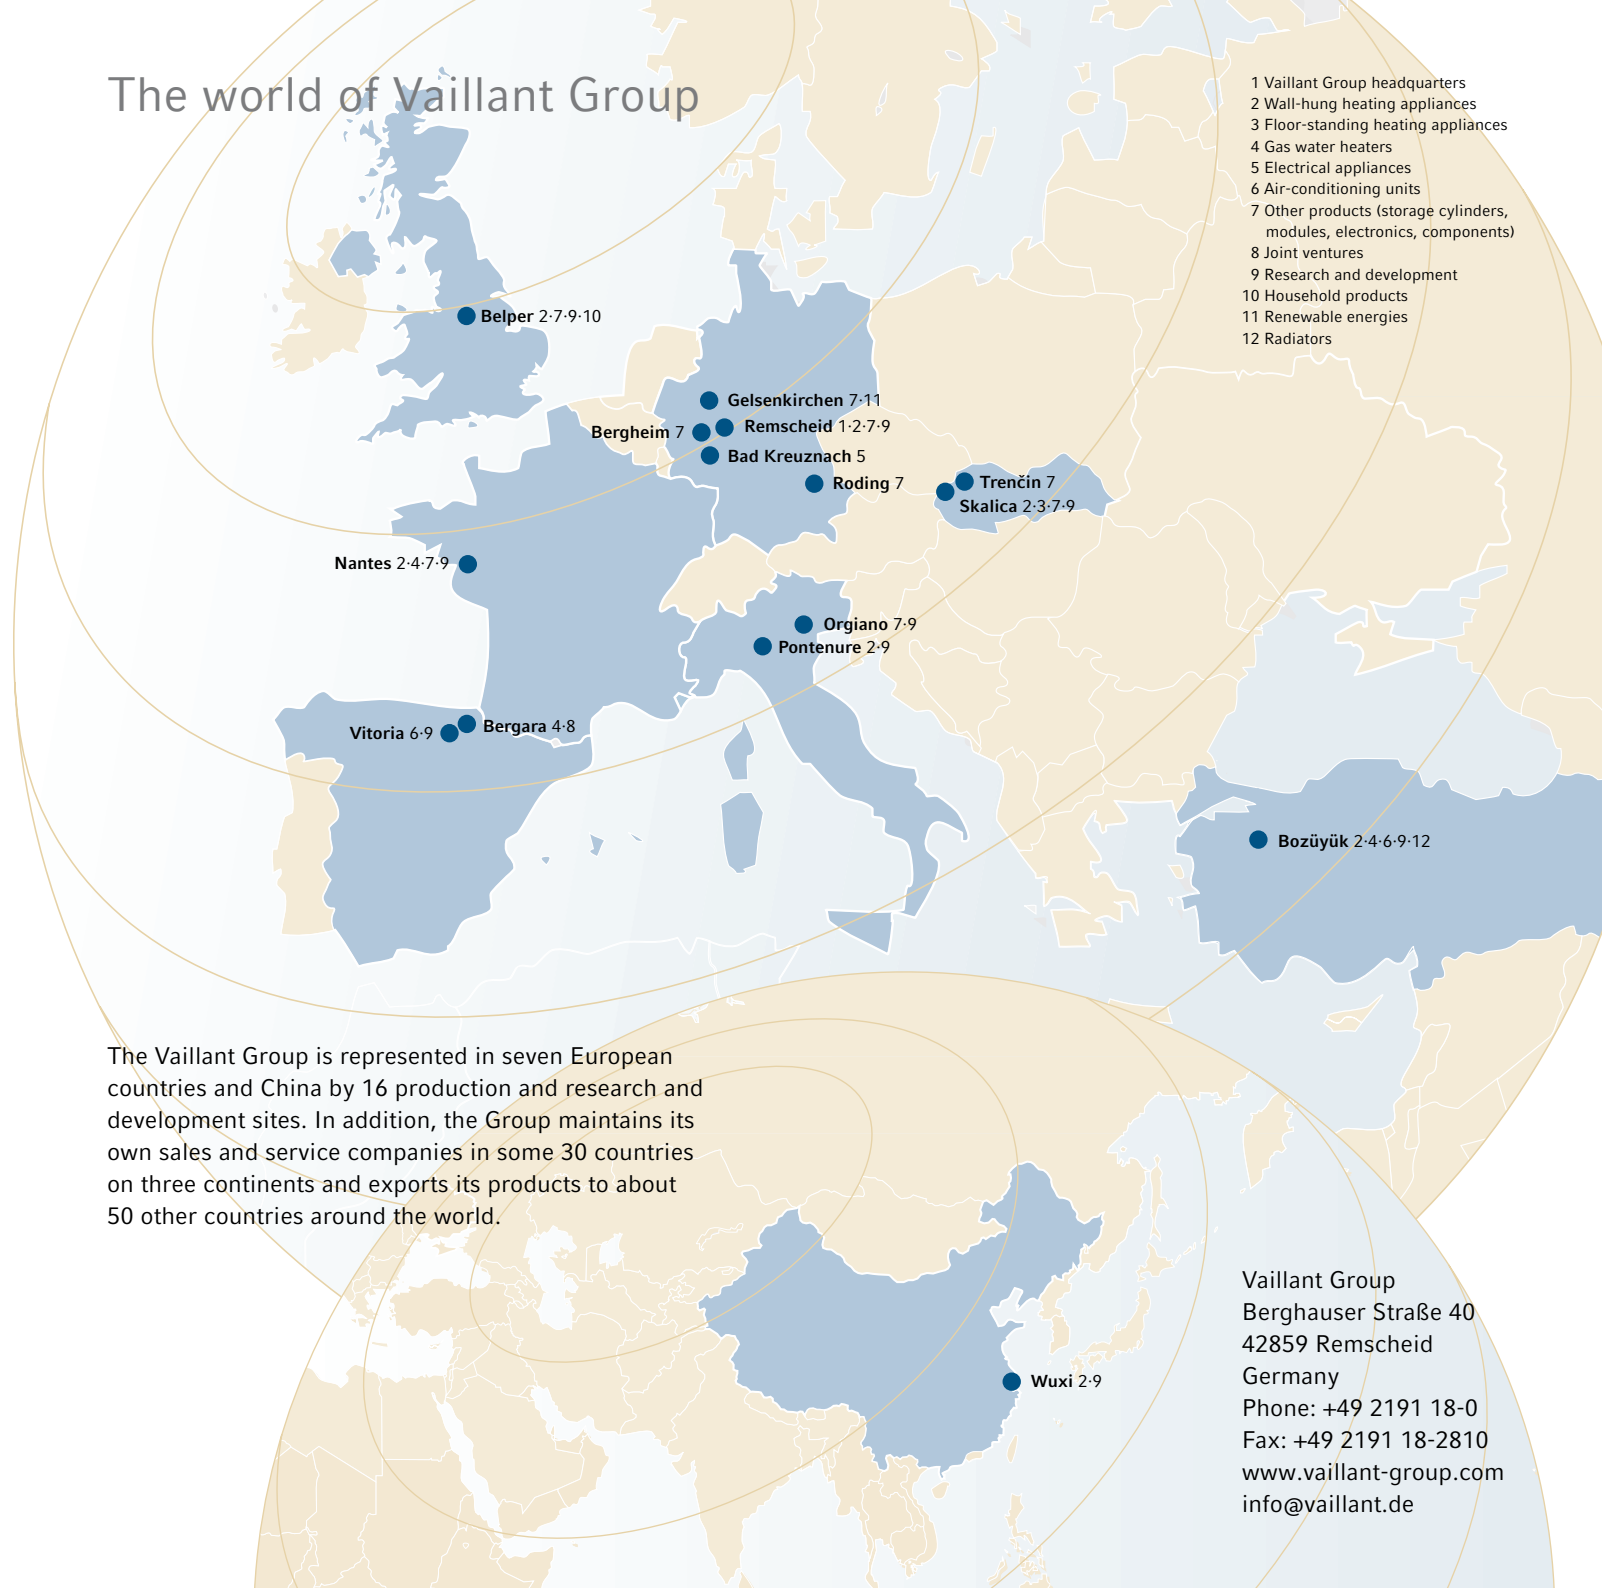 The world of Vaillant Group
1 Vaillant Group headquarters
2 Wall-hung heating appliances
3 Floor-standing heating appliances
4 Gas water heaters
5 Electrical appliances
6 Air-conditioning units
7 Other products (storage cylinders,
modules, electronics, components)
8 Joint ventures
9 Research and development
10 Household products
11 Renewable energies
12 Radiators
Belper 2·7·9·10
Gelsenkirchen 7·11
Remscheid 1·2·7·9
Bergheim 7
Bad Kreuznach 5
Roding 7
Trenčin 7
Skalica 2·3·7·9
Nantes 2·4·7·9
Orgiano 7·9
Pontenure 2·9
Vitoria 6·9
Bergara 4·8
Bozüyük 2·4·6·9·12
The Vaillant Group is represented in seven European
countries and China by 16 production and research and
development sites. In addition, the Group maintains its
own sales and service companies in some 30 countries
on three continents and exports its products to about
50 other countries around the world.
Wuxi 2·9
Vaillant Group
Berghauser Straße 40
42859 Remscheid
Germany
Phone: +49 2191 18-0
Fax: +49 2191 18-2810
www.vaillant-group.com
info@vaillant.de